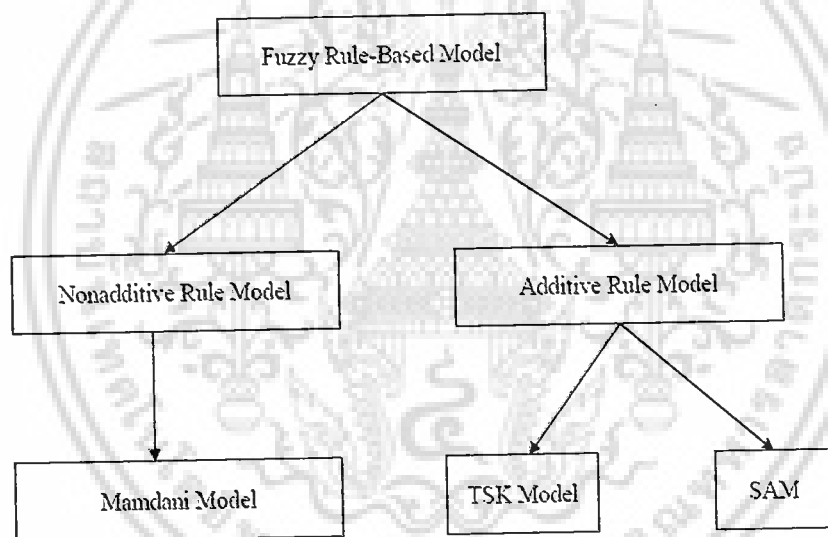 Fuzzy Rule-Based Model
Nonadditive Rule Model
Additive Rule Model
Mamdani Model
TSK Model
SAM